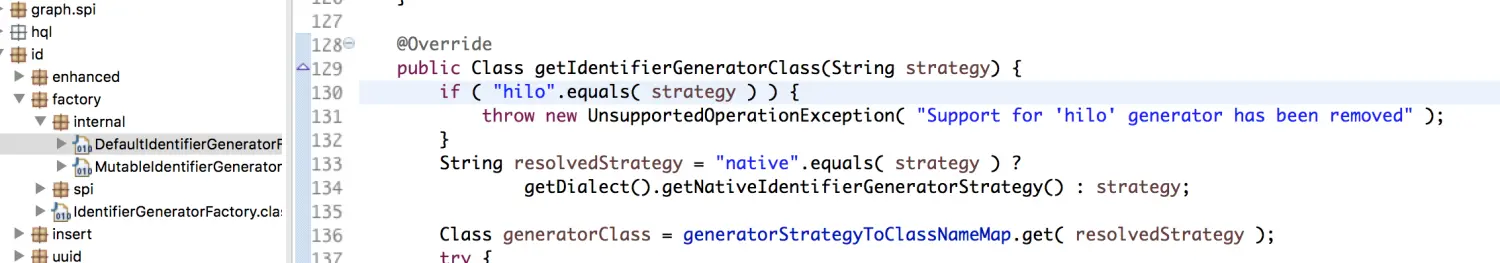 graph.spi
hql
id
enhanced
factory
internal
DefaultIdentifierGeneratorF
MutableIdentifierGenerator
spi
IdentifierGeneratorFactory.cla
insert
uuid
127
128 @Override
129 public Class getIdentifierGeneratorClass(String strategy) {
130 if ( "hilo".equals( strategy ) ) {
131 throw new UnsupportedOperationException( "Support for 'hilo' generator has been removed" );
132 }
133 String resolvedStrategy = "native".equals( strategy ) ?
134 getDialect().getNativeIdentifierGeneratorStrategy() : strategy;
135
136 Class generatorClass = generatorStrategyToClassNameMap.get( resolvedStrategy );
137 try {